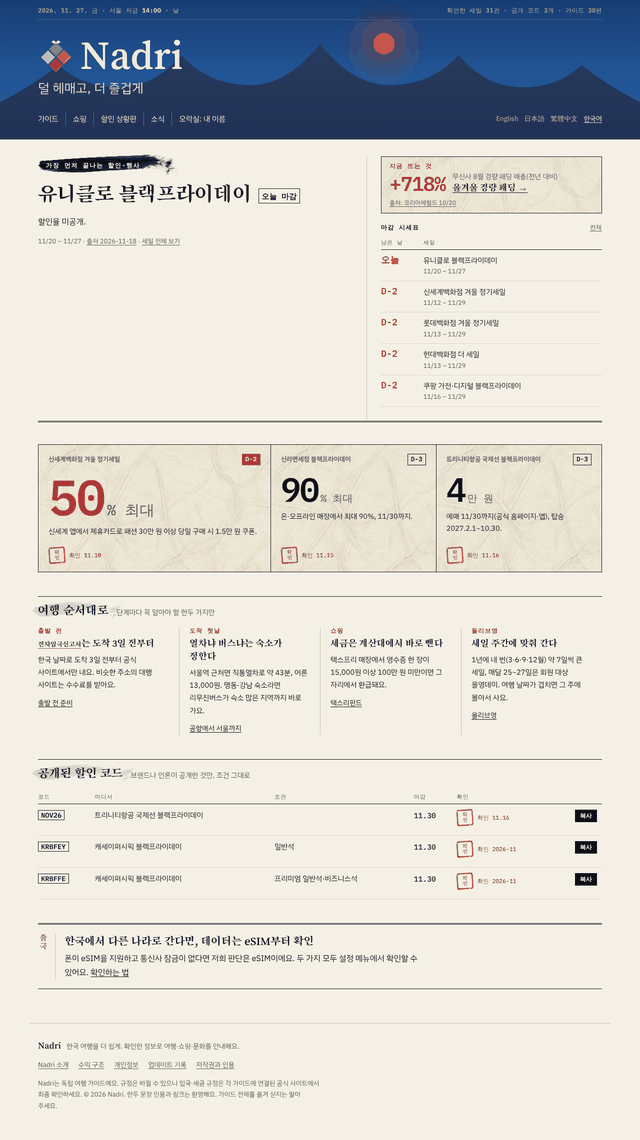 2026. 11. 27. 금 · 서울 지금 14:00 · 낮
확인한 세일 31건 · 공개 코드 3개 · 가이드 30편
Nadri
덜 헤매고, 더 즐겁게
가이드 쇼핑 할인 상황판 소식 오락실: 내 이름
English 日本語 繁體中文 한국어
가장 먼저 끝나는 할인·행사
유니클로 블랙프라이데이 오늘 마감
할인율 미공개.
11/20 – 11/27 · 출처 2026-11-18 · 세일 전체 보기
지금 뜨는 것
+718% 무신사 8월 경량 패딩 매출(전년 대비)
올겨울 경량 패딩 →
출처: 코리아헤럴드 10/20
마감 시세표 전체
남은 날 세일
오늘 유니클로 블랙프라이데이
11/20 – 11/27
D-2 신세계백화점 겨울 정기세일
11/12 – 11/29
D-2 롯데백화점 겨울 정기세일
11/13 – 11/29
D-2 현대백화점 더 세일
11/13 – 11/29
D-2 쿠팡 가전·디지털 블랙프라이데이
11/16 – 11/29
신세계백화점 겨울 정기세일 D-2
50% 최대
신세계 앱에서 제휴카드로 패션 30만 원 이상 당일 구매 시 1.5만 원 쿠폰.
확인 확인 11.10
신라면세점 블랙프라이데이 D-3
90% 최대
온·오프라인 매장에서 최대 90%, 11/30까지.
확인 확인 11.15
트리니티항공 국제선 블랙프라이데이 D-3
4만 원
예매 11/30까지(공식 홈페이지·앱), 탑승
2027.2.1~10.30.
확인 확인 11.16
여행 순서대로 단계마다 꼭 알아야 할 한두 가지만
출발 전
전자입국신고서는 도착 3일 전부터
한국 날짜로 도착 3일 전부터 공식
사이트에서만 내요. 비슷한 주소의 대행
사이트는 수수료를 받아요.
출발 전 준비
도착 첫날
열차냐 버스냐는 숙소가
정한다
서울역 근처면 직통열차로 약 43분, 어른
13,000원. 명동·강남 숙소라면
리무진버스가 숙소 많은 지역까지 바로
가요.
공항에서 서울까지
쇼핑
세금은 계산대에서 바로 뺀다
택스프리 매장에서 영수증 한 장이
15,000원 이상 100만 원 미만이면 그
자리에서 환급돼요.
택스리펀드
올리브영
세일 주간에 맞춰 간다
1년에 네 번(3·6·9·12월) 약 7일씩 큰
세일, 매달 25~27일은 회원 대상
올영데이. 여행 날짜가 겹치면 그 주에
몰아서 사요.
올리브영
공개된 할인 코드 브랜드나 언론이 공개한 것만, 조건 그대로
코드 어디서 조건 마감 확인
NOV26 트리니티항공 국제선 블랙프라이데이 11.30 확인 확인 11.16 복사
KRBFEY 캐세이퍼시픽 블랙프라이데이 일반석 11.30 확인 확인 2026-11 복사
KRBFFE 캐세이퍼시픽 블랙프라이데이 프리미엄 일반석·비즈니스석 11.30 확인 확인 2026-11 복사
출국
한국에서 다른 나라로 간다면, 데이터는 eSIM부터 확인
폰이 eSIM을 지원하고 통신사 잠금이 없다면 저희 판단은 eSIM이에요. 두 가지 모두 설정 메뉴에서 확인할 수
있어요. 확인하는 법
Nadri 한국 여행을 더 쉽게. 확인한 정보로 여행·쇼핑·문화를 안내해요.
Nadri 소개 수익 구조 개인정보 업데이트 기록 저작권과 인용
Nadri는 독립 여행 가이드예요. 규정은 바뀔 수 있으니 입국·세금 규정은 각 가이드에 연결된 공식 사이트에서
최종 확인하세요. © 2026 Nadri. 한두 문장 인용과 링크는 환영해요. 가이드 전체를 옮겨 싣지는 말아
주세요.